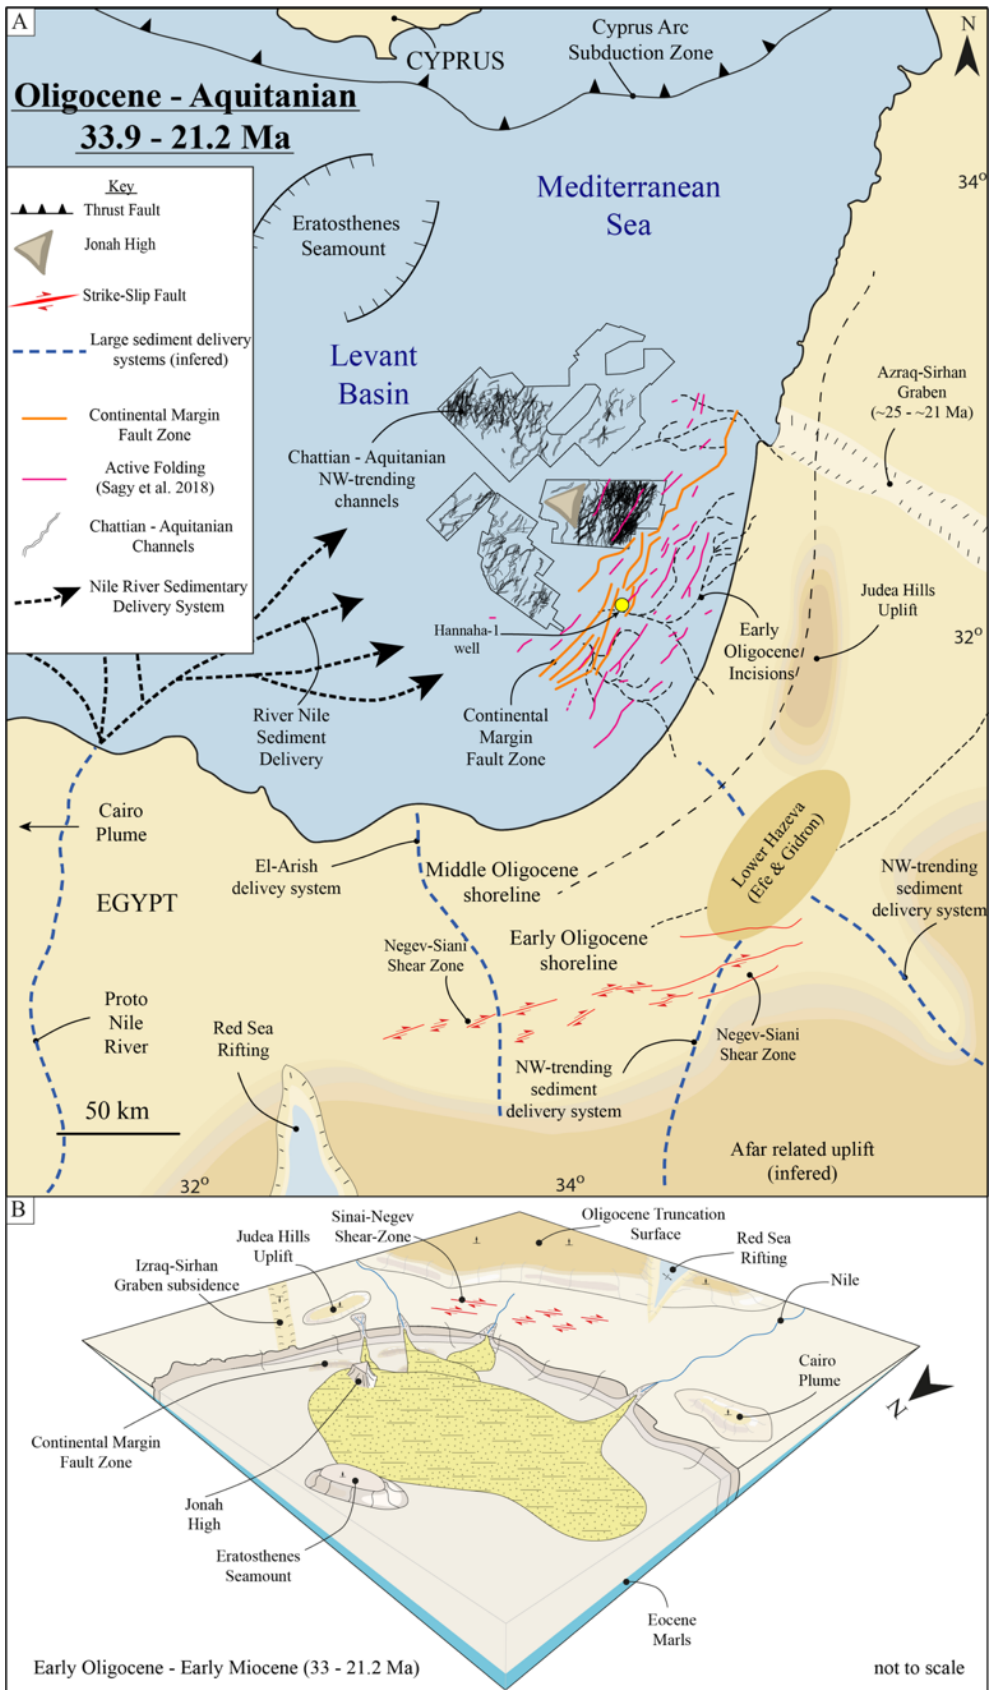 A
N
CYPRUS
Cyprus Arc
Subduction Zone
Oligocene - Aquitanian
33.9 - 21.2 Ma
Key
Thrust Fault
Jonah High
Strike-Slip Fault
Large sediment delivery
systems (infered)
Continental Margin
Fault Zone
Active Folding
(Sagy et al. 2018)
Chattian - Aquitanian
Channels
Nile River Sedimentary
Delivery System
Eratosthenes
Seamount
Mediterranean
Sea
34°
Levant
Basin
Azraq-Sirhan
Graben
(~25 - ~21 Ma)
Chattian - Aquitanian
NW-trending
channels
Judea Hills
Uplift
32°
Hannaha-1
well
Early
Oligocene
Incisions
River Nile
Sediment
Delivery
Continental
Margin
Fault Zone
Cairo
Plume
El-Arish
delivey system
Middle Oligocene
shoreline
Lower Hazeva
(Efe & Gidron)
NW-trending
sediment
delivery system
EGYPT
Negev-Siani
Shear Zone
Early Oligocene
shoreline
Proto
Nile
River
Red Sea
Rifting
Negev-Siani
Shear Zone
NW-trending
sediment
delivery system
50 km
Afar related uplift
(infered)
32°
34°
B
Sinai-Negev
Shear-Zone
Oligocene Truncation
Surface
Judea Hills
Uplift
Red Sea
Rifting
Izraq-Sirhan
Graben subsidence
Nile
Cairo
Plume
N
Continental Margin
Fault Zone
Jonah
High
Eratosthenes
Seamount
Eocene
Marls
Early Oligocene - Early Miocene (33 - 21.2 Ma)
not to scale